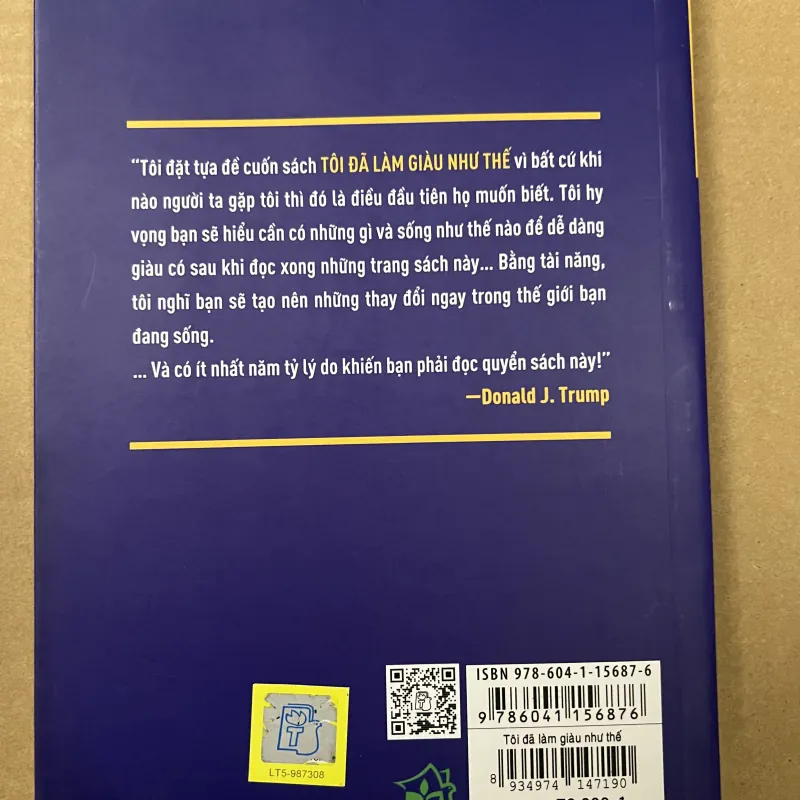 “Tôi đặt tựa đề cuốn sách TÔI ĐÃ LÀM GIÀU NHƯ THẾ vì bất cứ khi
nào người ta gặp tôi thì đó là điều đầu tiên họ muốn biết. Tôi hy
vọng bạn sẽ hiểu cần có những gì và sống như thế nào để dễ dàng
giàu có sau khi đọc xong những trang sách này... Bằng tài năng,
tôi nghĩ bạn sẽ tạo nên những thay đổi ngay trong thế giới bạn
đang sống.
... Và có ít nhất năm tỷ lý do khiến bạn phải đọc quyển sách này!”
—Donald J. Trump
ISBN 978-604-1-15687-6
9 786041 156876
Tôi đã làm giàu như thế
8 934974 147190
T
LT5-987308